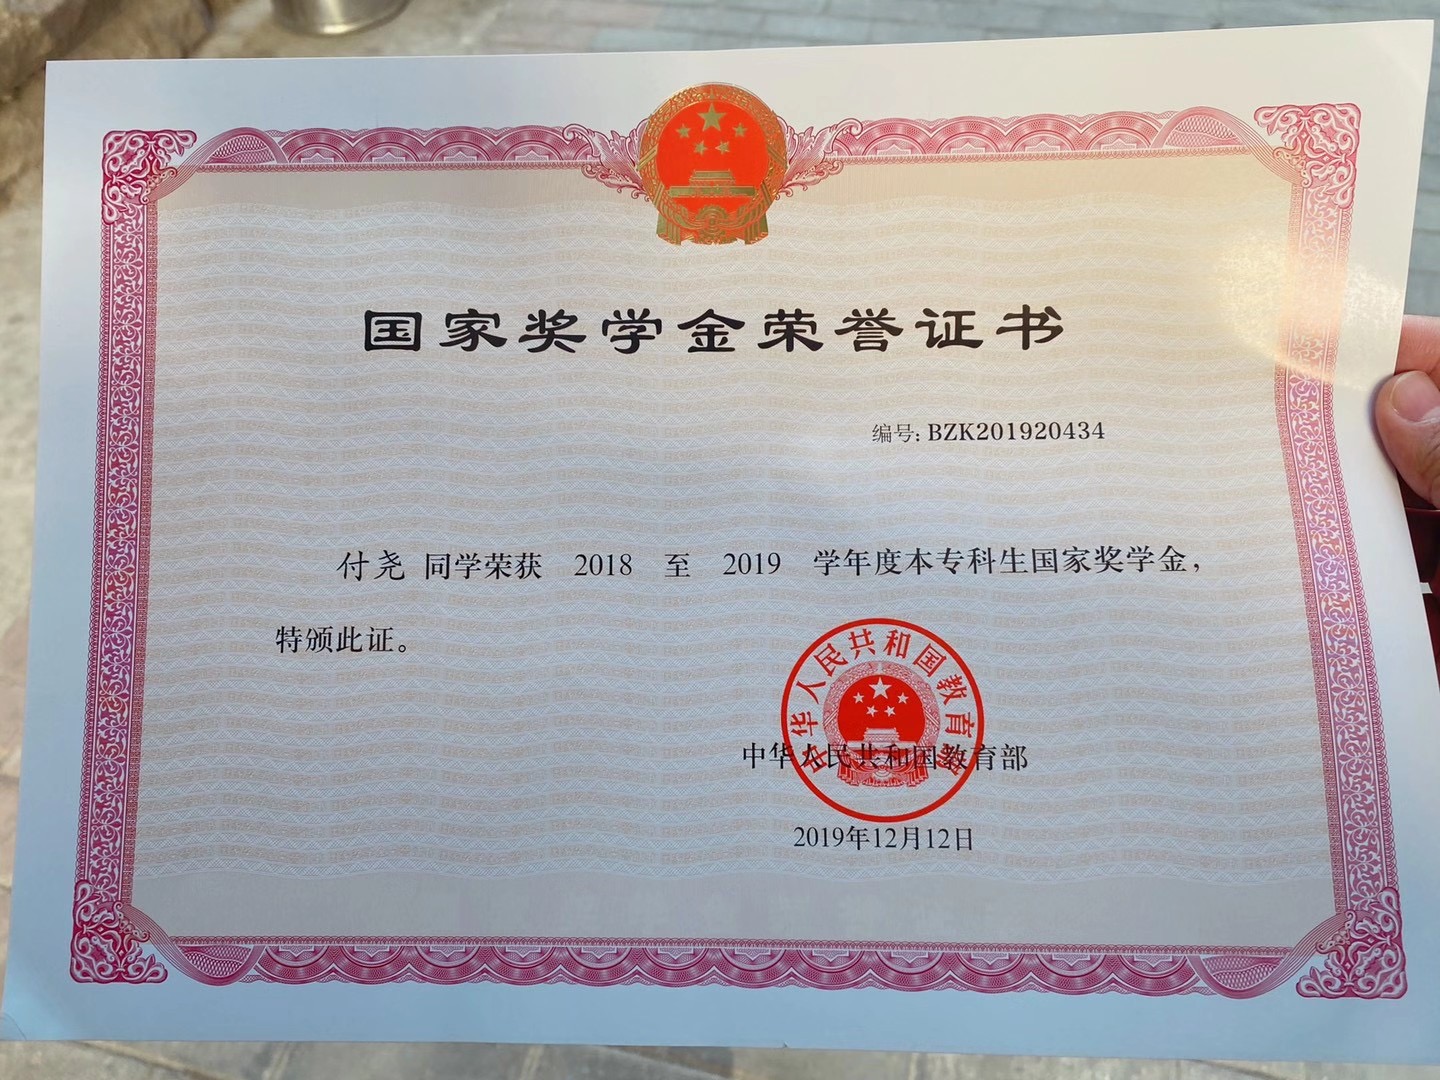 国家奖学金荣誉证书
编号: BZK201920434
付尧 同学荣获 2018 至 2019 学年度本专科生国家奖学金，
特颁此证。
中华人民共和国教育部
中华人民共和国教育部
2019年12月12日